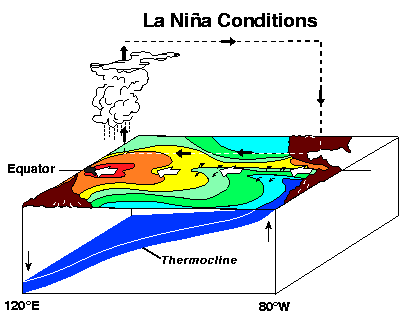 La Niña Conditions
Equator
Thermocline
120°E
80°W